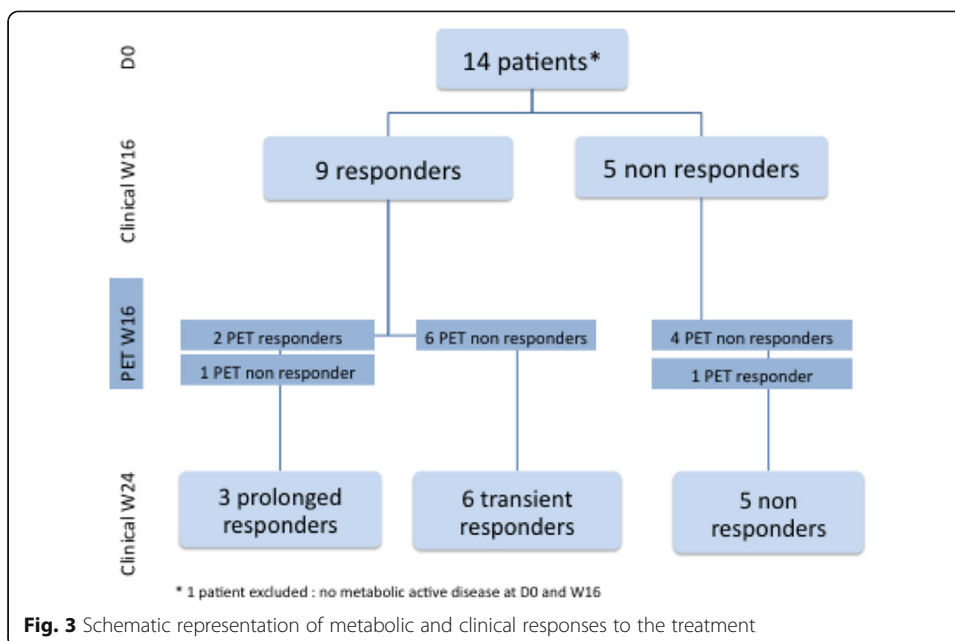 D0
14 patients*
Clinical W16
9 responders
5 non responders
PET W16
2 PET responders
6 PET non responders
4 PET non responders
1 PET non responder
1 PET responder
Clinical W24
3 prolonged
responders
6 transient
responders
5 non
responders
* 1 patient excluded : no metabolic active disease at D0 and W16
Fig. 3 Schematic representation of metabolic and clinical responses to the treatment